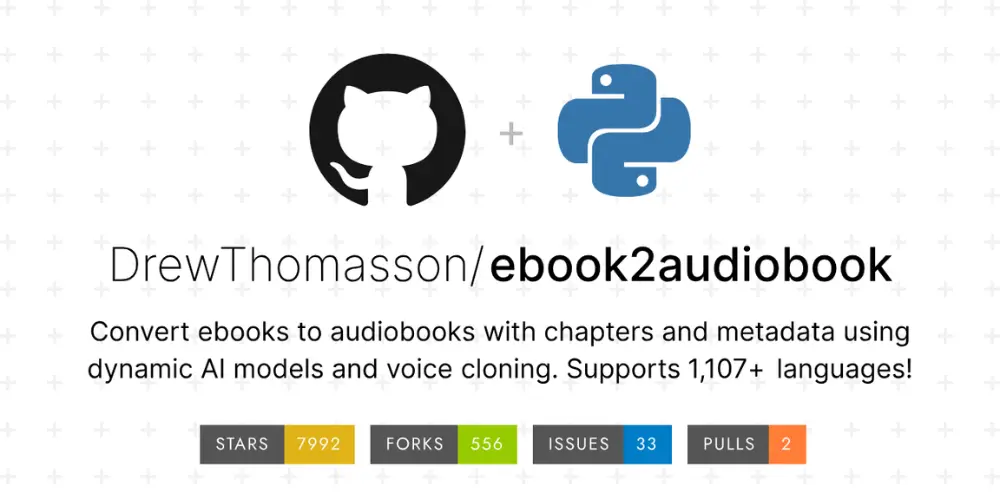 DrewThomasson/ebook2audiobook
Convert ebooks to audiobooks with chapters and metadata using
dynamic AI models and voice cloning. Supports 1,107+ languages!
STARS 7992 FORKS 556 ISSUES 33 PULLS 2